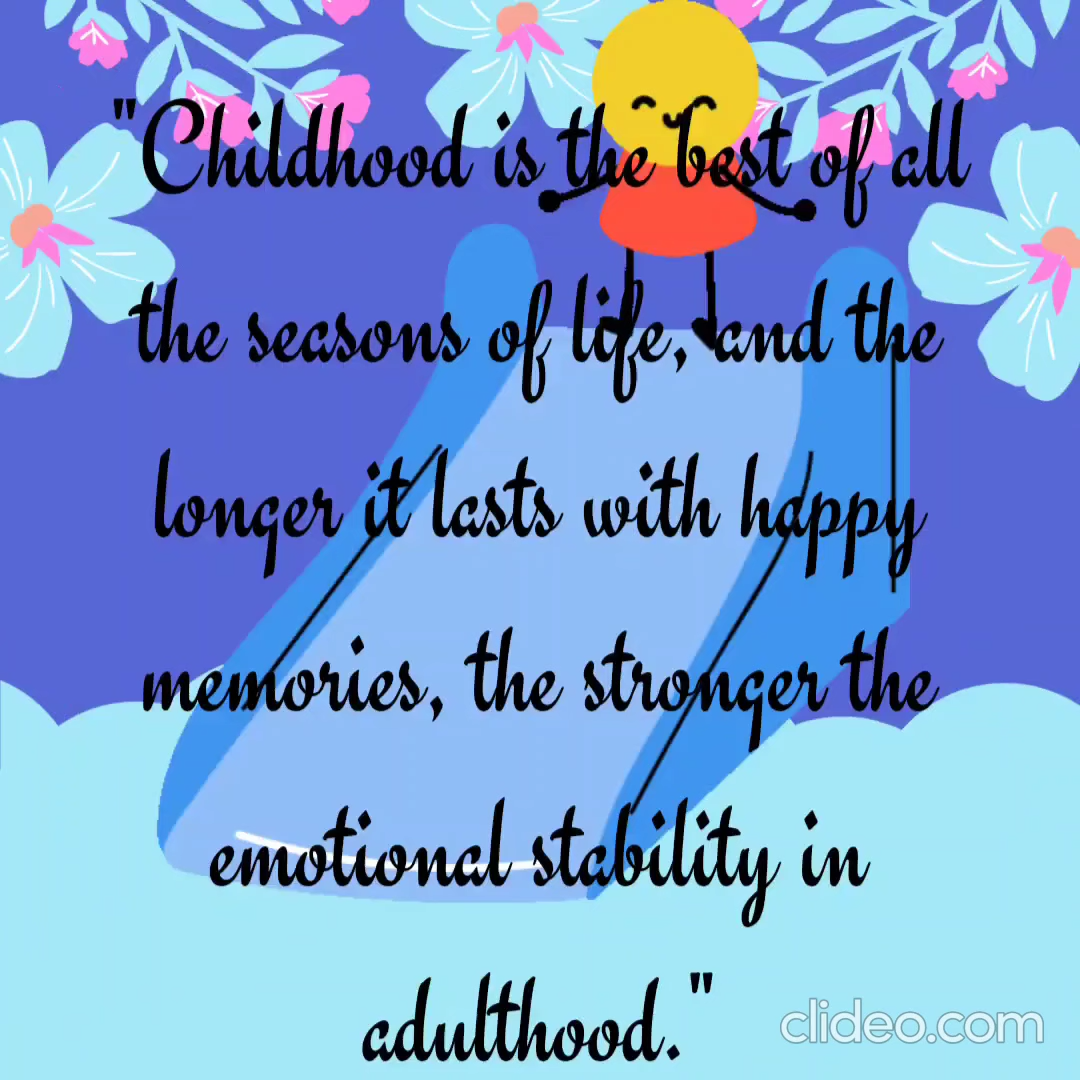 "Childhood is the best of all
the seasons of life, and the
longer it lasts with happy
memories, the stronger the
emotional stability in
adulthood."
clideo.com